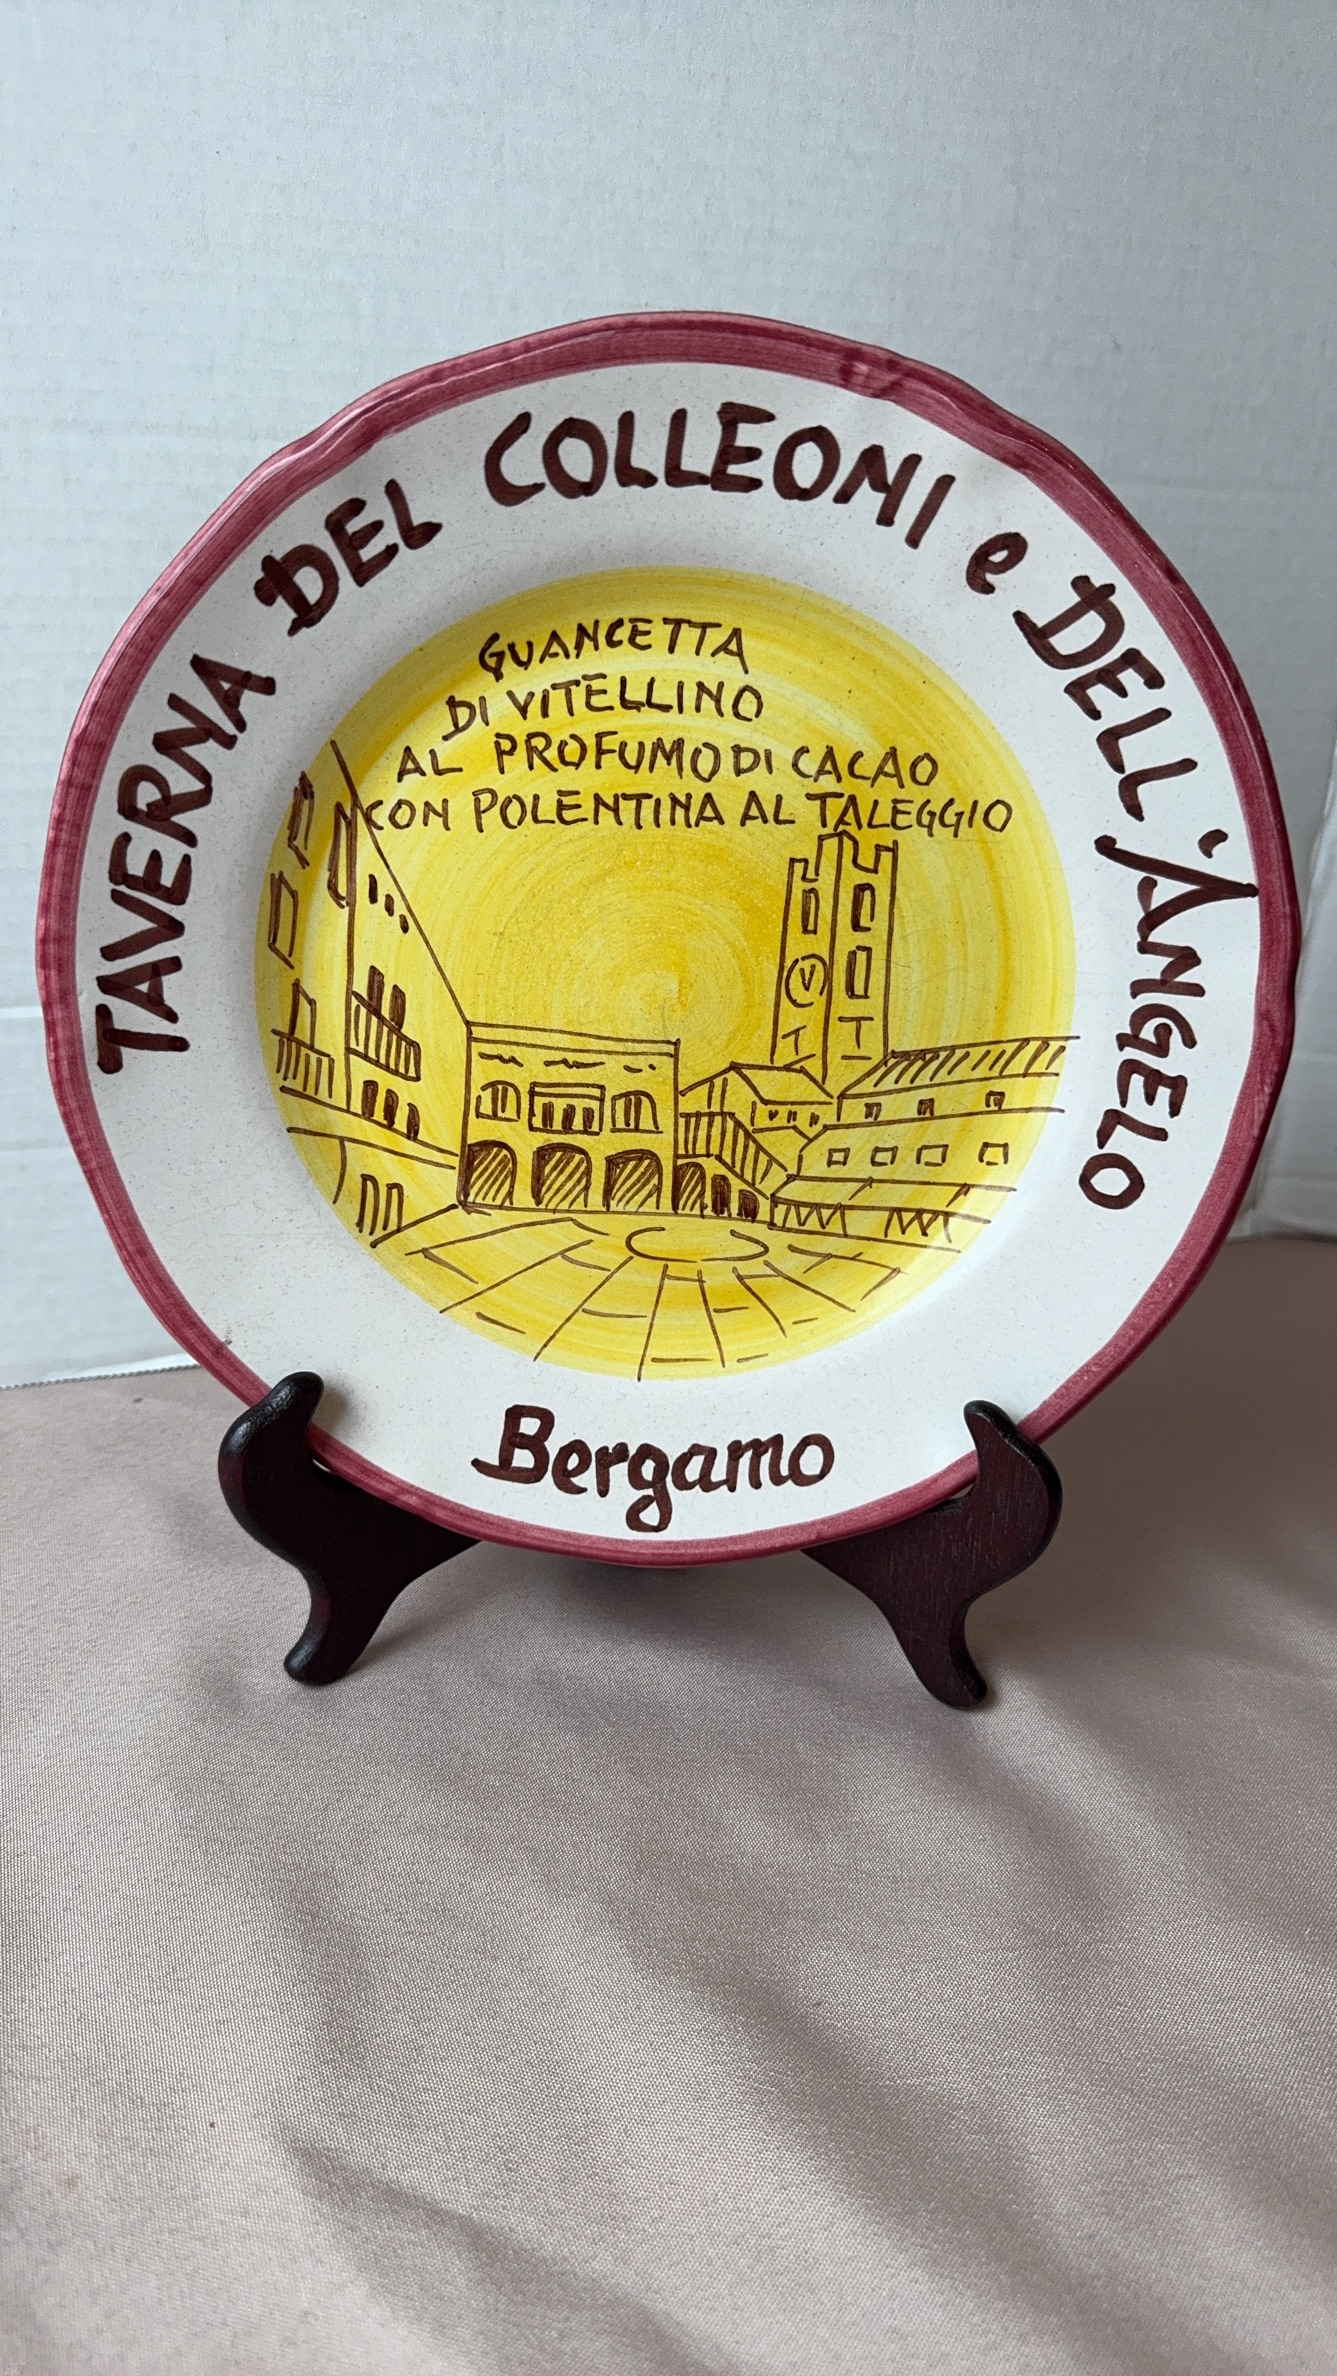 TAVERNA DEL COLLEONI e DELL'ANGELO
GUANCETTA
DI VITELLINO
AL PROFUMO DI CACAO
CON POLENTINA AL TALEGGIO
Bergamo